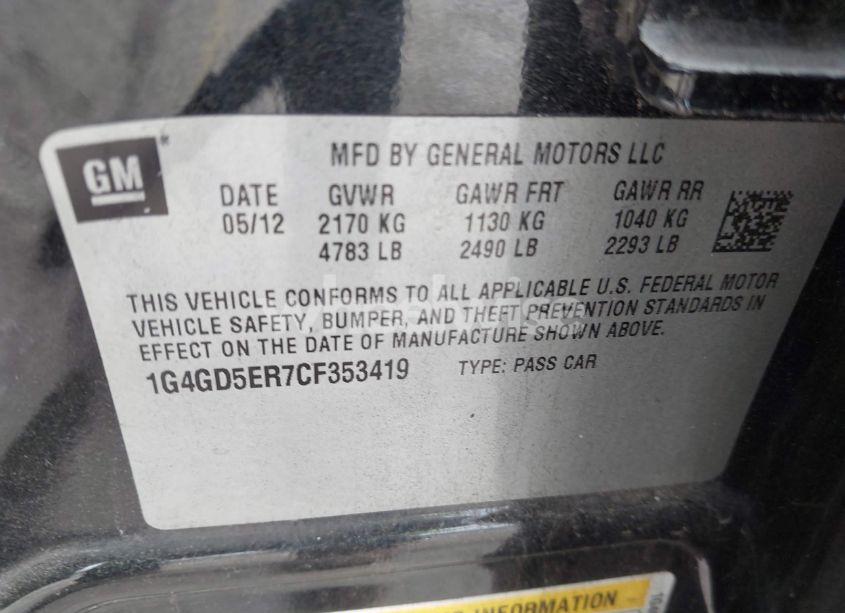 GM
MFD BY GENERAL MOTORS LLC
DATE GVWR GAWR FRT GAWR RR
05/12 2170 KG 1130 KG 1040 KG
4783 LB 2490 LB 2293 LB
THIS VEHICLE CONFORMS TO ALL APPLICABLE U.S. FEDERAL MOTOR
VEHICLE SAFETY, BUMPER, AND THEFT PREVENTION STANDARDS IN
EFFECT ON THE DATE OF MANUFACTURE SHOWN ABOVE.
1G4GD5ER7CF353419 TYPE: PASS CAR
INFORMATION